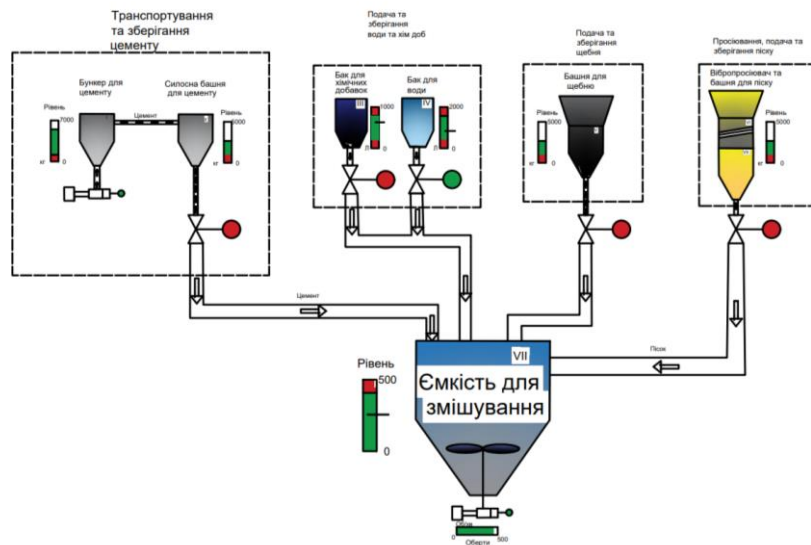 Транспортування
та зберігання
цементу
Подача та
зберігання
води та хім доб
Подача та
зберігання
щебня
Просіювання, подача та
зберігання піску
Бункер для
цементу
Силосна башня
для цементу
Бак для
хімічних
добавок
Бак для
води
Башня для
щебню
Вібропросіювач та
башня для піску
Рівень
7000
кг
0
Цемент
Рівень
5000
кг
0
III
1000
л
0
IV
2000
л
0
Рівень
5000
0
Рівень
5000
0
Цемент
Пісок
VII
Ємкість для
змішування
Рівень
500
0
0
500
Оберти